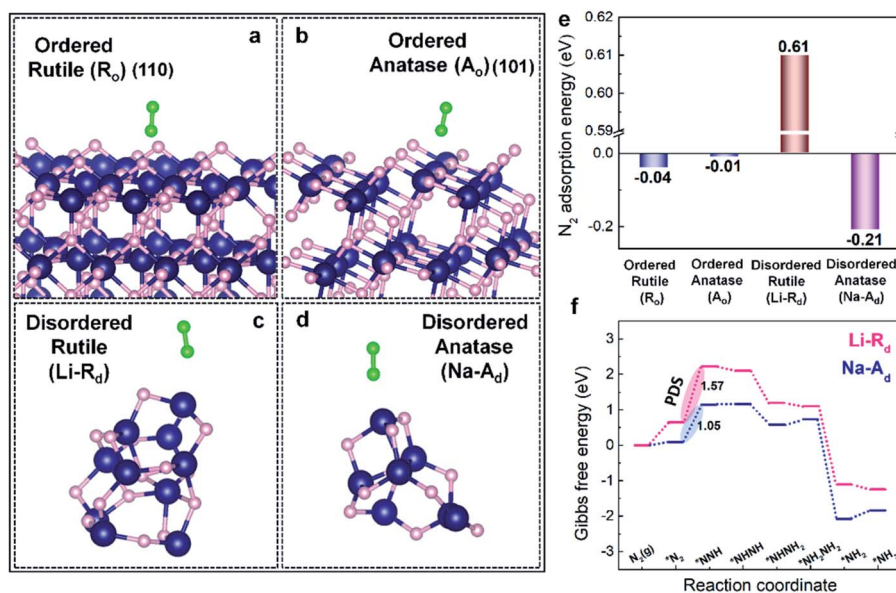 a
Ordered
Rutile (Ro) (110)
b
Ordered
Anatase (Ao) (101)
c
Disordered
Rutile
(Li-Rd)
d
Disordered
Anatase
(Na-Ad)
e
N2 adsorption energy (eV)
0.62
0.61
0.60
0.59
0.0
-0.2
-0.04
-0.01
0.61
-0.21
Ordered
Rutile
(Ro)
Ordered
Anatase
(Ao)
Disordered
Rutile
(Li-Rd)
Disordered
Anatase
(Na-Ad)
f
Gibbs free energy (eV)
3
2
1
0
-1
-2
-3
Li-Rd
Na-Ad
PDS
1.57
1.05
N2(g)
*N2
*NNH
*NHNH
*NHNH2
*NH2NH2
*NH2
Reaction coordinate